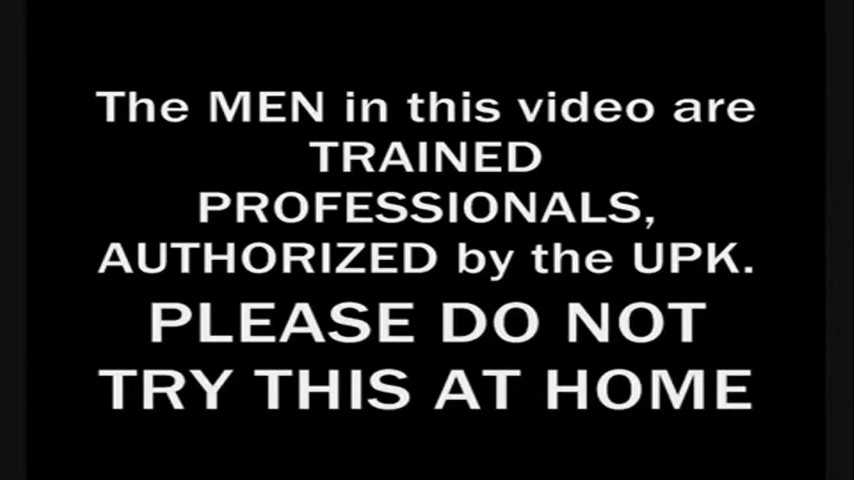 The MEN in this video are
TRAINED
PROFESSIONALS,
AUTHORIZED by the UPK.
PLEASE DO NOT
TRY THIS AT HOME